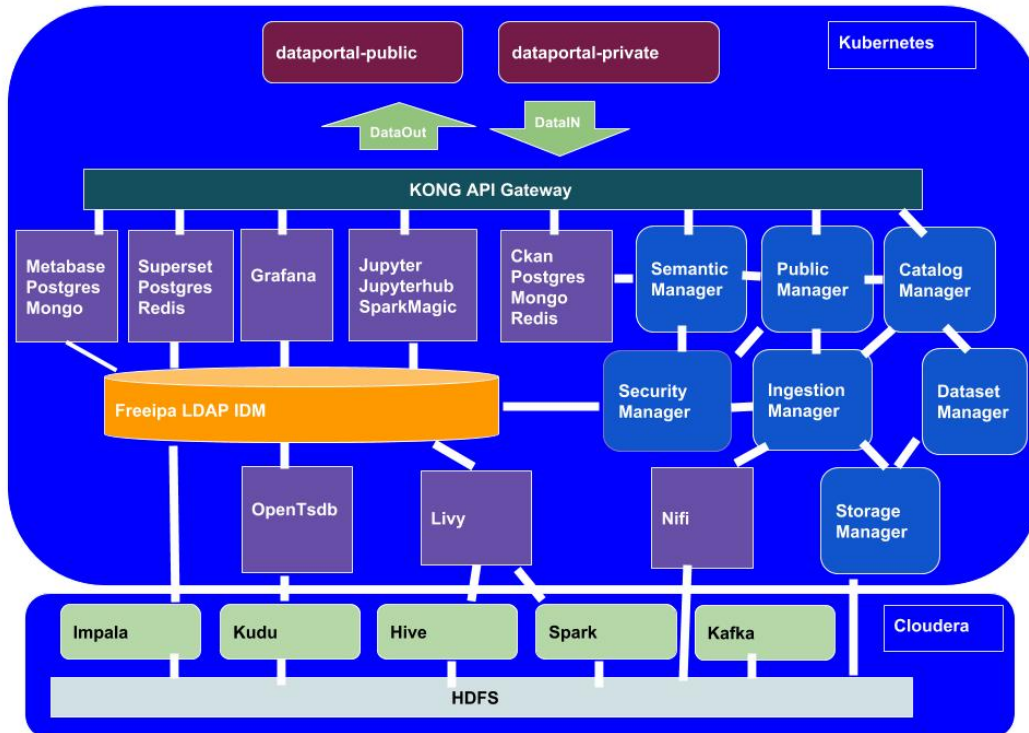 dataportal-public
dataportal-private
Kubernetes
DataOut
DataIN
KONG API Gateway
Metabase
Postgres
Mongo
Superset
Postgres
Redis
Grafana
Jupyter
Jupyterhub
SparkMagic
Ckan
Postgres
Mongo
Redis
Semantic
Manager
Public
Manager
Catalog
Manager
Freeipa LDAP IDM
Security
Manager
Ingestion
Manager
Dataset
Manager
OpenTsdb
Livy
Nifi
Storage
Manager
Impala
Kudu
Hive
Spark
Kafka
Cloudera
HDFS